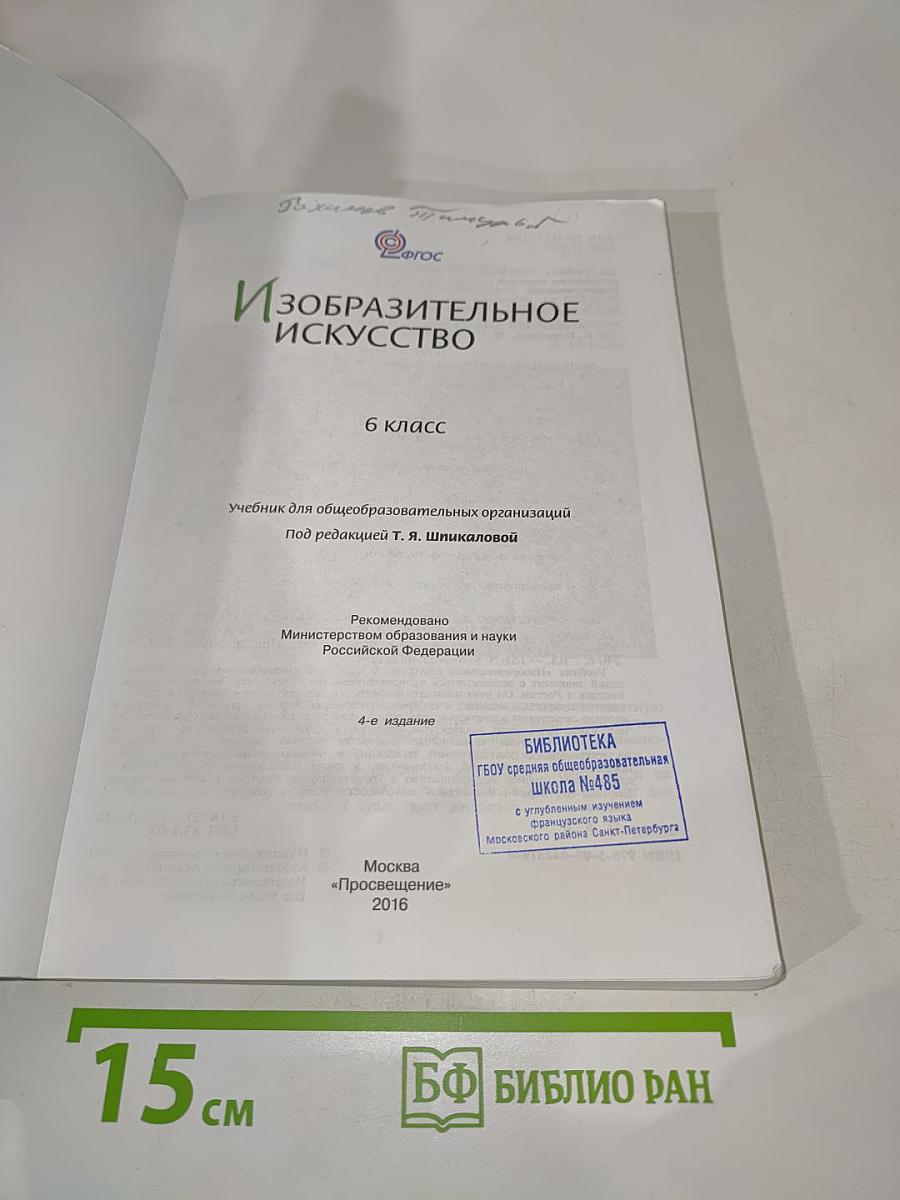 ФГОС
ИЗОБРАЗИТЕЛЬНОЕ
ИСКУССТВО
6 класс
Учебник для общеобразовательных организаций
Под редакцией Т. Я. Шпикаловой
Рекомендовано
Министерством образования и науки
Российской Федерации
4-е издание
БИБЛИОТЕКА
ГБОУ средняя общеобразовательная
школа №485
с углубленным изучением
французского языка
Московского района Санкт-Петербурга
Москва
«Просвещение»
2016
15 см
БФ БИБЛИО ФАН